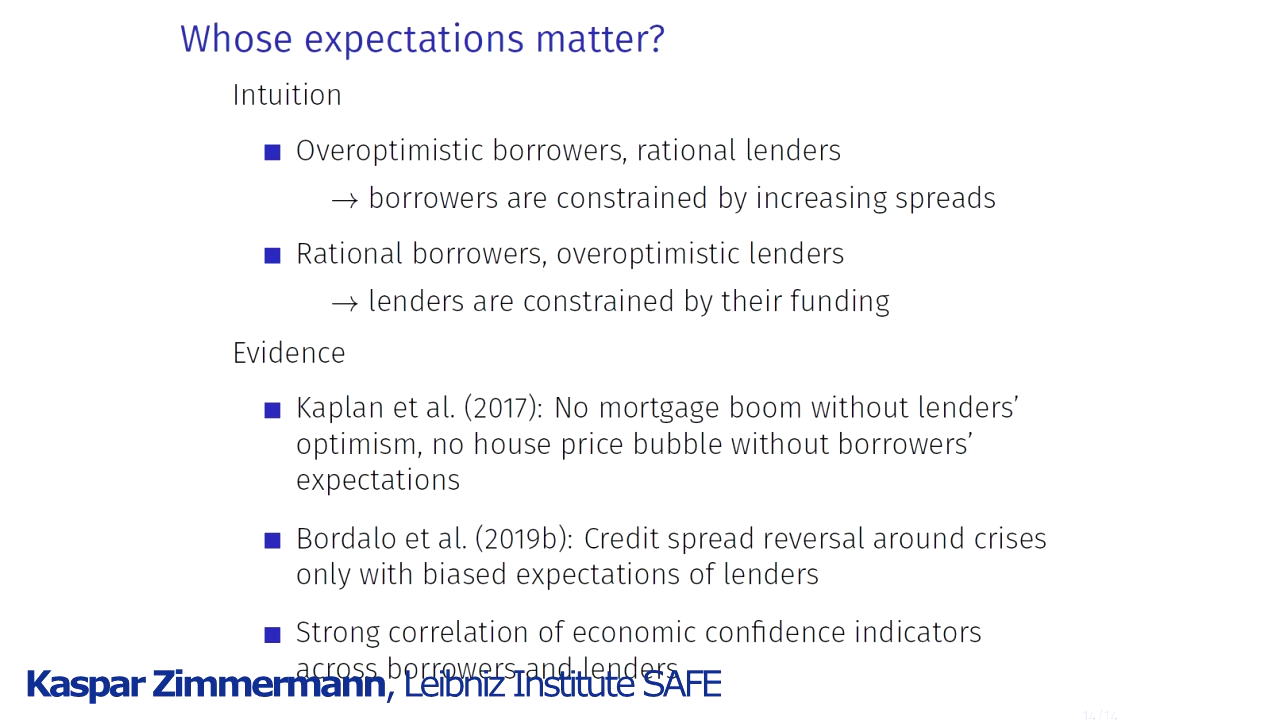 Whose expectations matter?
Intuition
■ Overoptimistic borrowers, rational lenders
→ borrowers are constrained by increasing spreads
■ Rational borrowers, overoptimistic lenders
→ lenders are constrained by their funding
Evidence
■ Kaplan et al. (2017): No mortgage boom without lenders’
optimism, no house price bubble without borrowers’
expectations
■ Bordalo et al. (2019b): Credit spread reversal around crises
only with biased expectations of lenders
■ Strong correlation of economic confidence indicators
across borrowers and lenders
Kaspar Zimmermann, Leibniz Institute SAFE
14/14